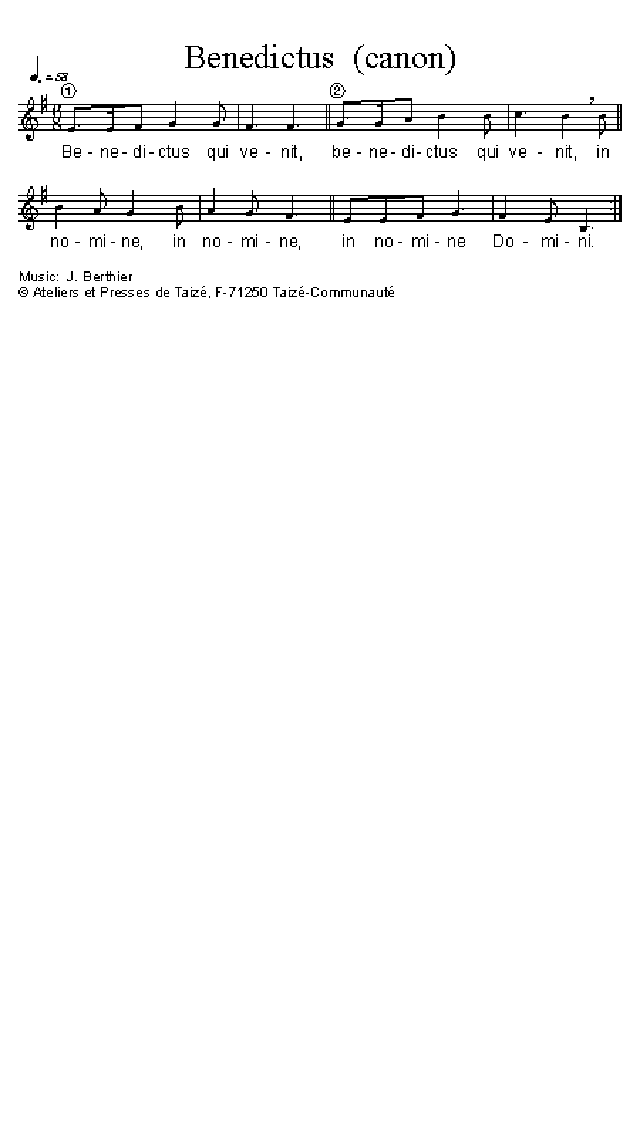 Benedictus (canon)
= 58
1 2
Be - ne - di - ctus qui ve - nit, be - ne - di - ctus qui ve - nit, in
no - mi - ne, in no - mi - ne, in no - mi - ne Do - mi - ni.
Music: J. Berthier
© Ateliers et Presses de Taizé, F-71250 Taizé-Communauté